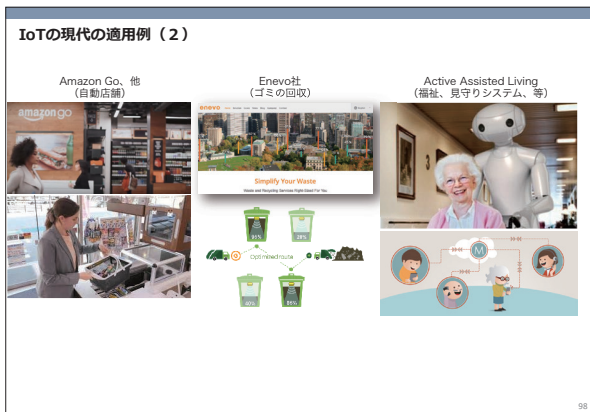 IoTの現代の適用例（２）
Amazon Go、他
（自動店舗）
amazon go
Enevo社
（ゴミの回収）
enevo
Simplify Your Waste
Waste and Recycling Services Right-Sized For You.
95%
28%
Optimised route
40%
85%
Active Assisted Living
（福祉、見守りシステム、等）
3
M
98